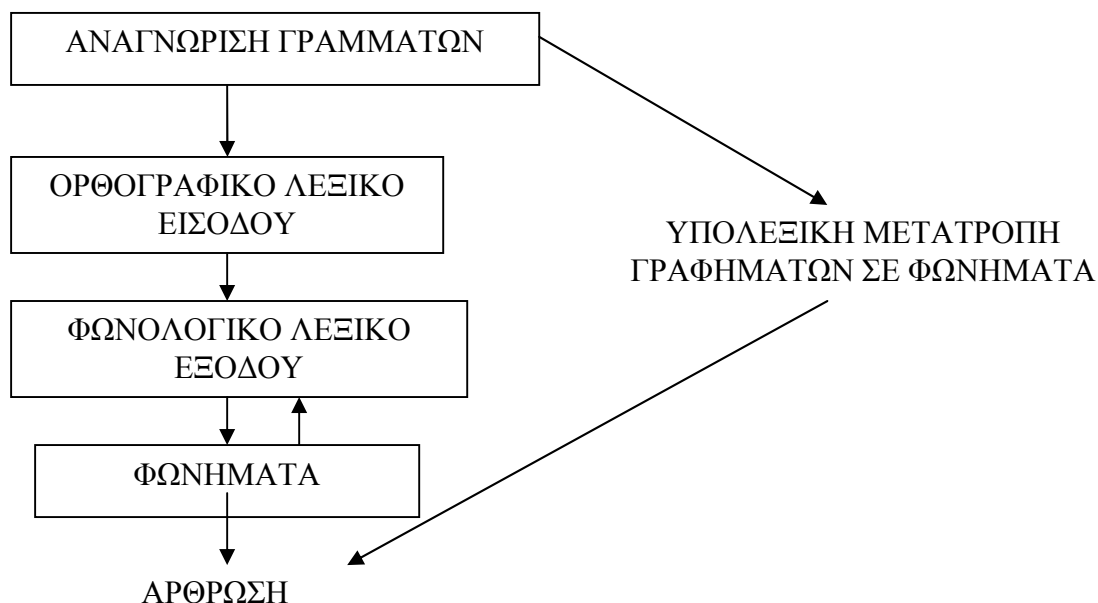 ΑΝΑΓΝΩΡΙΣΗ ΓΡΑΜΜΑΤΩΝ
ΟΡΘΟΓΡΑΦΙΚΟ ΛΕΞΙΚΟ
ΕΙΣΟΔΟΥ
ΥΠΟΛΕΞΙΚΗ ΜΕΤΑΤΡΟΠΗ
ΓΡΑΦΗΜΑΤΩΝ ΣΕ ΦΩΝΗΜΑΤΑ
ΦΩΝΟΛΟΓΙΚΟ ΛΕΞΙΚΟ
ΕΞΟΔΟΥ
ΦΩΝΗΜΑΤΑ
ΑΡΘΡΩΣΗ